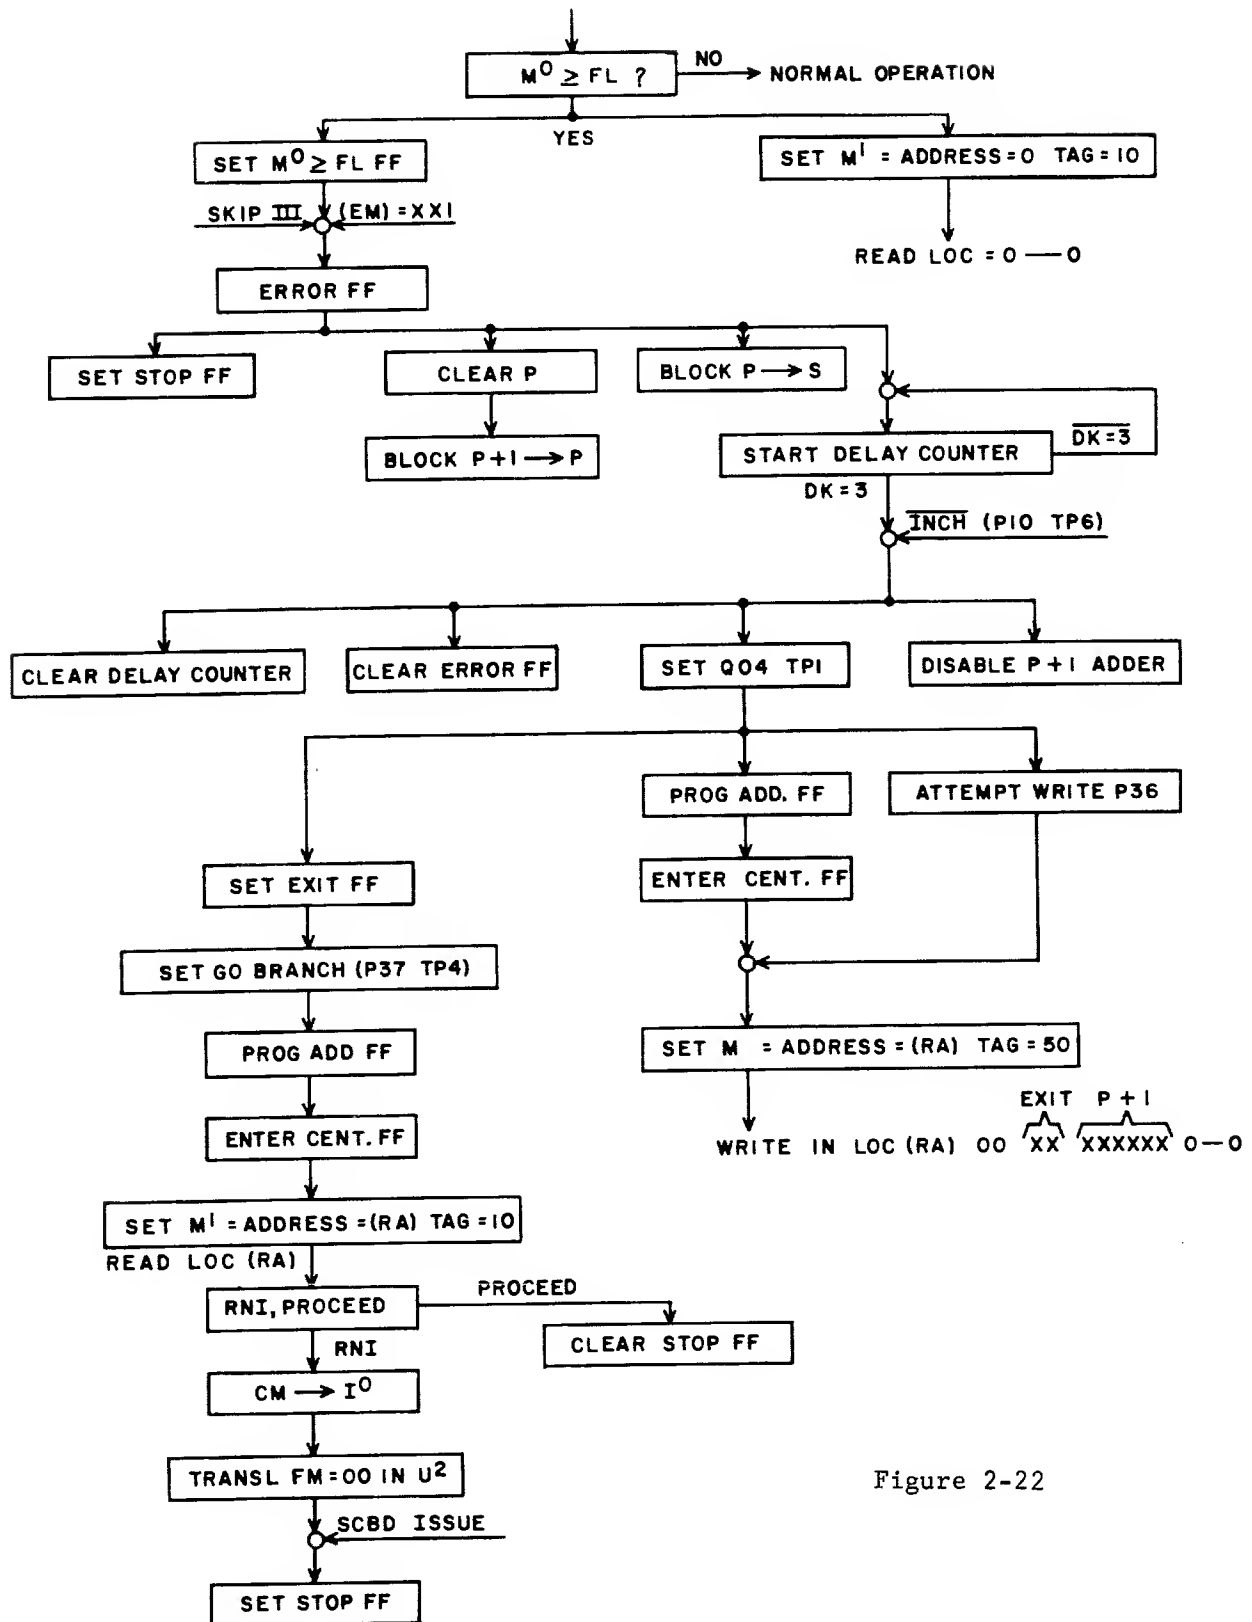 M⁰ ≥ FL ?
NO
NORMAL OPERATION
YES
SET M⁰ ≥ FL FF
SET M¹ = ADDRESS=0 TAG=10
SKIP III
(EM)=XX1
READ LOC = 0 — 0
ERROR FF
SET STOP FF
CLEAR P
BLOCK P → S
BLOCK P+1 → P
START DELAY COUNTER
D̅K̅=̅3̅
DK=3
I̅N̅C̅H̅ (P10 TP6)
CLEAR DELAY COUNTER
CLEAR ERROR FF
SET Q04 TP1
DISABLE P+1 ADDER
PROG ADD. FF
ATTEMPT WRITE P36
SET EXIT FF
ENTER CENT. FF
SET GO BRANCH (P37 TP4)
PROG ADD FF
SET M = ADDRESS = (RA) TAG=50
EXIT P+1
ENTER CENT. FF
WRITE IN LOC (RA) 00 XX XXXXXX 0—0
SET M¹ = ADDRESS = (RA) TAG =10
READ LOC (RA)
RNI, PROCEED
PROCEED
CLEAR STOP FF
RNI
CM → I⁰
TRANSL FM=00 IN U²
Figure 2-22
SCBD ISSUE
SET STOP FF